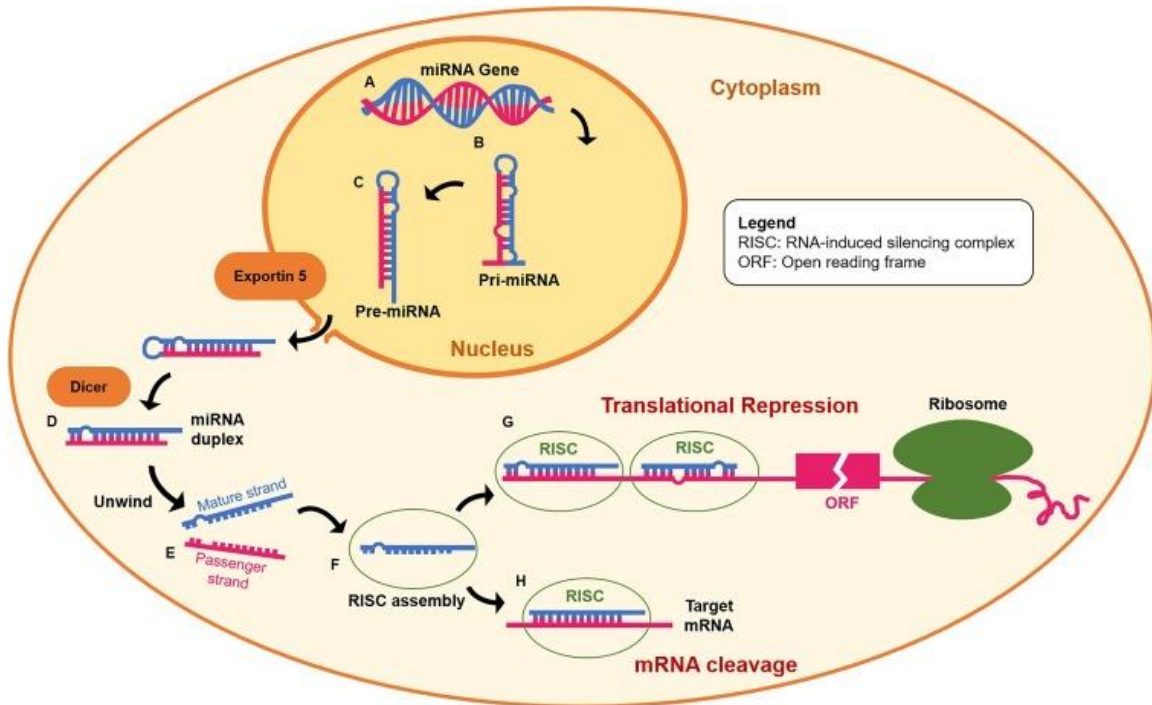 A
miRNA Gene
Cytoplasm
B
C
Legend
RISC: RNA-induced silencing complex
ORF: Open reading frame
Exportin 5
Pri-miRNA
Pre-miRNA
Nucleus
Dicer
D
miRNA
duplex
Translational Repression
Ribosome
G
RISC
RISC
ORF
Unwind
Mature strand
E
Passenger
strand
F
RISC assembly
H
RISC
Target
mRNA
mRNA cleavage